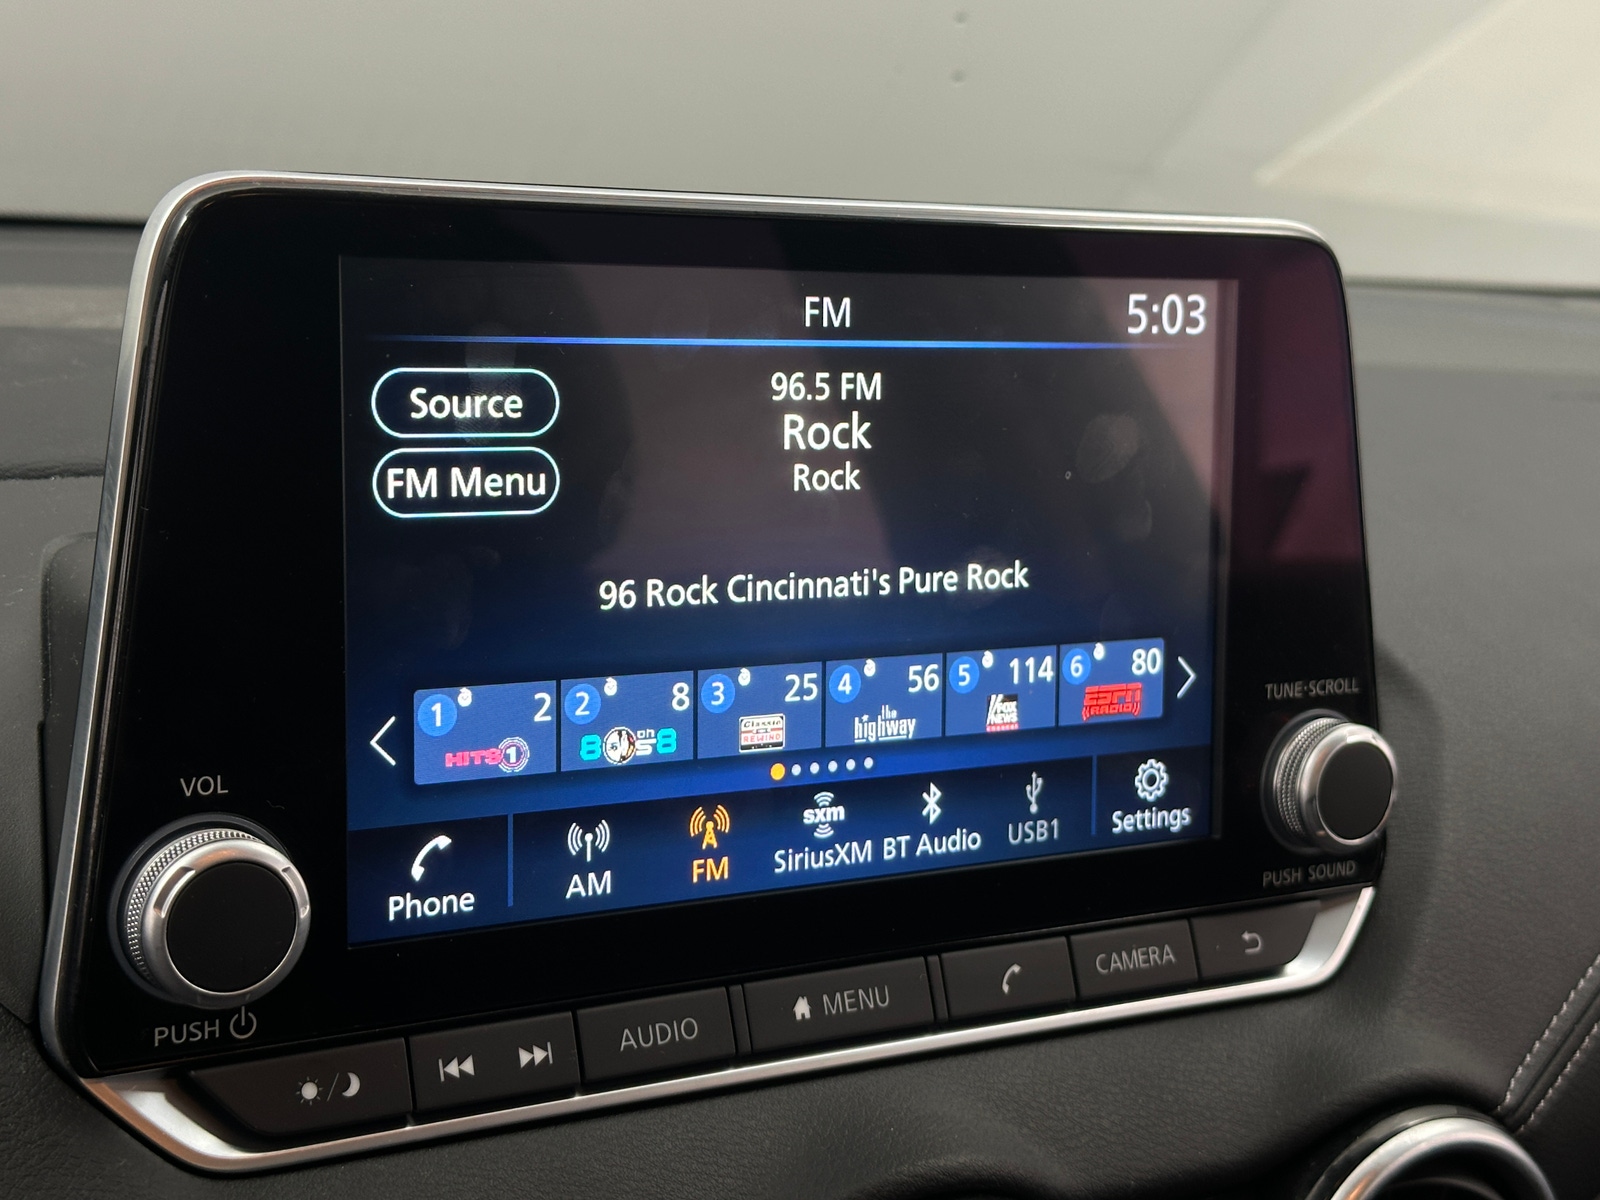 FM
5:03
Source
96.5 FM
Rock
FM Menu
Rock
96 Rock Cincinnati's Pure Rock
1 2
HITS 1
2 8
80s on 8
3 25
Classic REWIND
4 56
the highway
5 114
FOX NEWS
6 80
ESPN RADIO
Phone
AM
FM
sxm
SiriusXM
BT Audio
USB1
Settings
VOL
PUSH
TUNE·SCROLL
PUSH SOUND
AUDIO
MENU
CAMERA